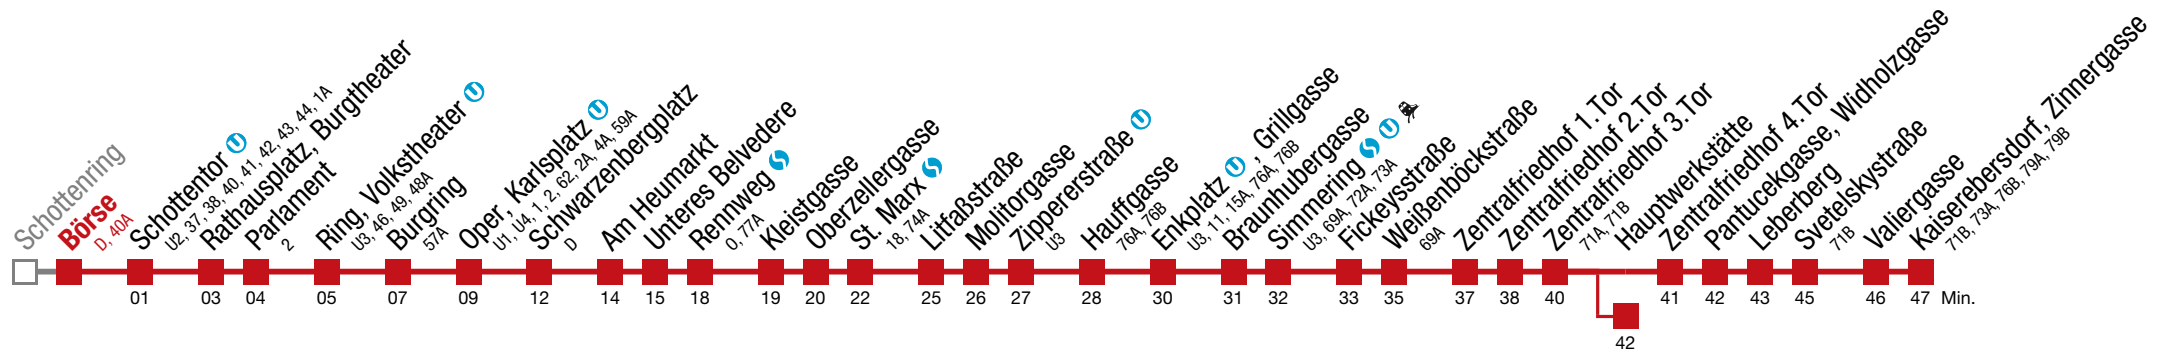 Schottenring
Börse
D, 40A
Schottentor
U2, 37, 38, 40, 41, 42, 43, 44, 1A
Rathausplatz, Burgtheater
Parlament
2
Ring, Volkstheater
U3, 46, 49, 48A
Burgring
57A
Oper, Karlsplatz
U1, U4, 1, 2, 62, 2A, 4A, 59A
Schwarzenbergplatz
D
Am Heumarkt
Unteres Belvedere
Rennweg
O, 77A
Kleistgasse
Oberzellergasse
St. Marx
18, 74A
Litfaßstraße
Molitorgasse
Zippererstraße
U3
Hauffgasse
76A, 76B
Enkplatz, Grillgasse
U3, 11, 15A, 76A, 76B
Braunhubergasse
Simmering
U3, 69A, 72A, 73A
Fickeysstraße
Weißenböckstraße
69A
Zentralfriedhof 1.Tor
Zentralfriedhof 2.Tor
Zentralfriedhof 3.Tor
71A, 71B
Hauptwerkstätte
Zentralfriedhof 4.Tor
Pantucekgasse, Widholzgasse
Leberberg
Svetelskystraße
71B
Valiergasse
Kaiserebersdorf, Zinnergasse
71B, 73A, 76B, 79A, 79B
01 03 04 05 07 09 12 14 15 18 19 20 22 25 26 27 28 30 31 32 33 35 37 38 40 41 42 43 45 46 47 Min.
42